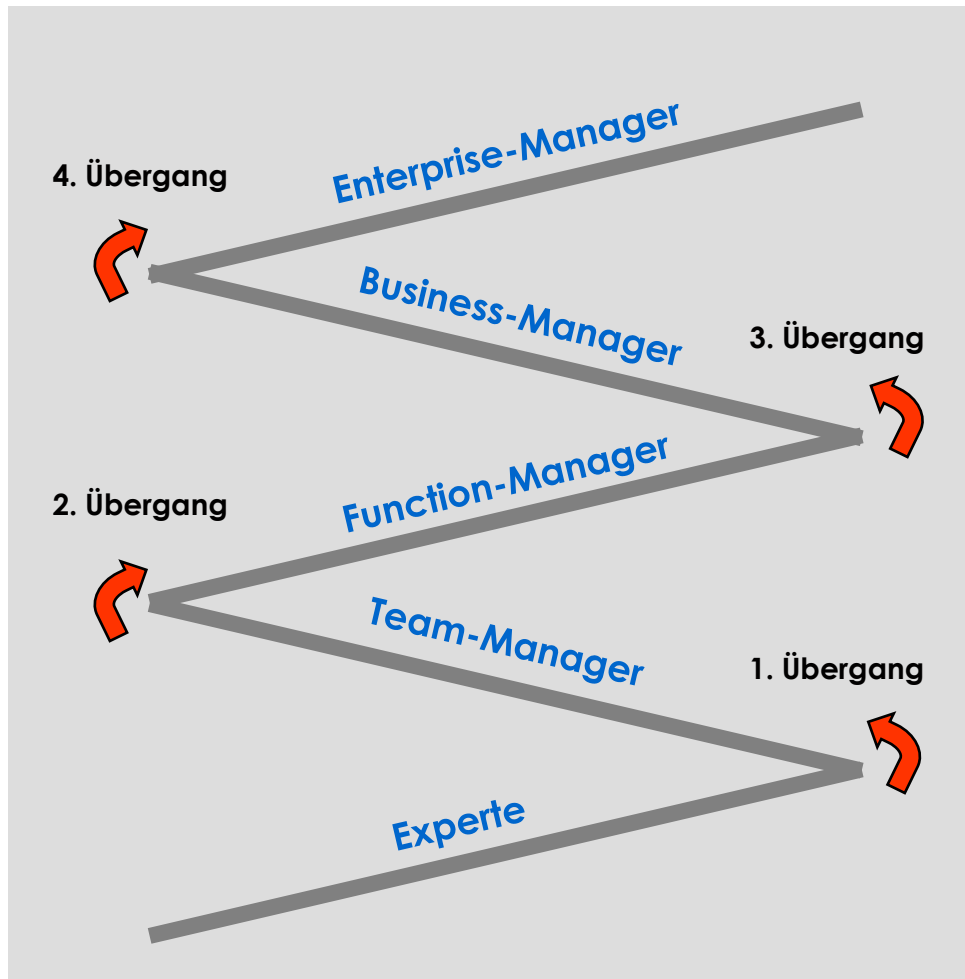 Enterprise-Manager
4. Übergang
Business-Manager
3. Übergang
Function-Manager
2. Übergang
Team-Manager
1. Übergang
Experte